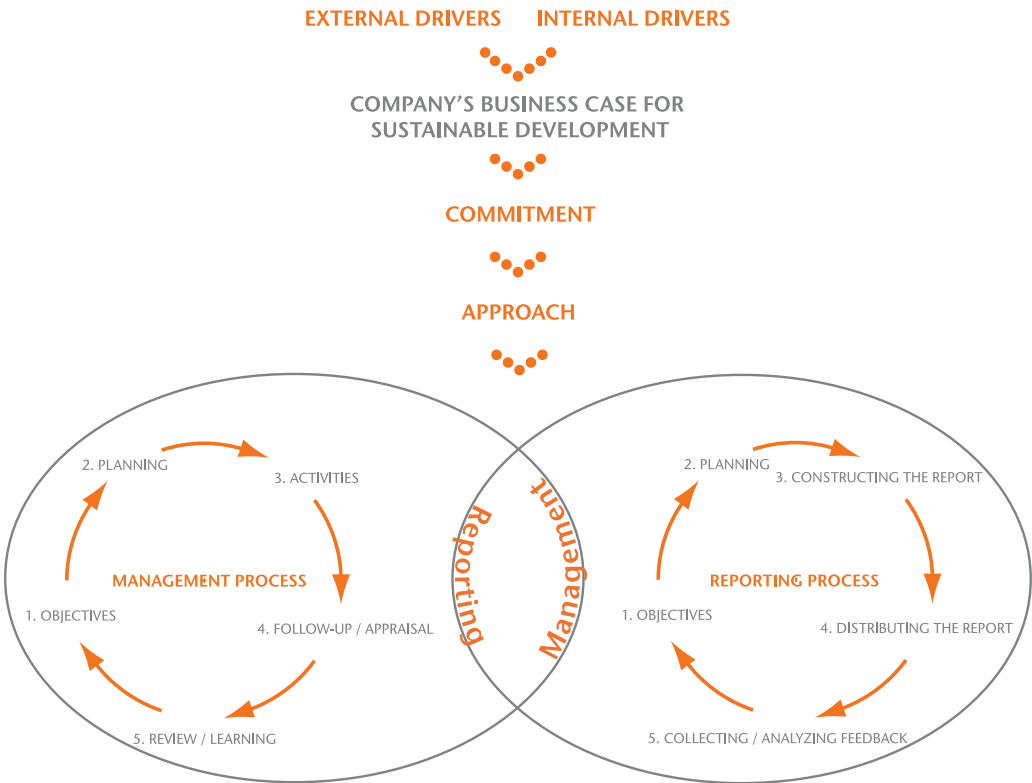 EXTERNAL DRIVERS INTERNAL DRIVERS
COMPANY’S BUSINESS CASE FOR
SUSTAINABLE DEVELOPMENT
COMMITMENT
APPROACH
2. PLANNING
3. ACTIVITIES
MANAGEMENT PROCESS
1. OBJECTIVES
4. FOLLOW-UP / APPRAISAL
5. REVIEW / LEARNING
Reporting
Management
2. PLANNING
3. CONSTRUCTING THE REPORT
REPORTING PROCESS
1. OBJECTIVES
4. DISTRIBUTING THE REPORT
5. COLLECTING / ANALYZING FEEDBACK